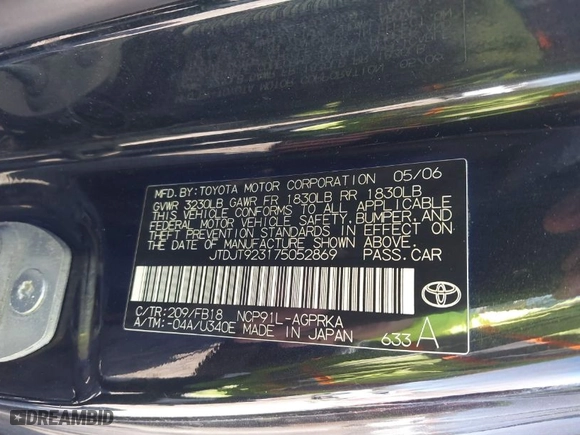 MFD.BY:TOYOTA MOTOR CORPORATION 05/06
GVWR 3230LB GAWR FR 1830LB RR 1830LB
THIS VEHICLE CONFORMS TO ALL APPLICABLE
FEDERAL MOTOR VEHICLE SAFETY,BUMPER,AND
THEFT PREVENTION STANDARDS IN EFFECT ON
THE DATE OF MANUFACTURE SHOWN ABOVE.
JTDJT923175052869 PASS.CAR
C/TR:209/FB18 NCP91L-AGPRKA
A/TM:-04A/U340E MADE IN JAPAN
633A
DREAMBID